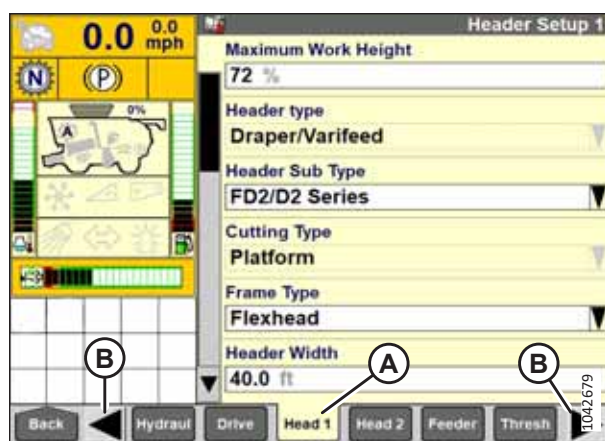 0.0 0.0 mph
Header Setup 1
N (P)
Maximum Work Height
72 %
0%
A
Header type
Draper/Varifeed
Header Sub Type
FD2/D2 Series
Cutting Type
Platform
Frame Type
Flexhead
Header Width
40.0 ft
B
A
B
1042679
Back
Hydraul
Drive
Head 1
Head 2
Feeder
Thresh